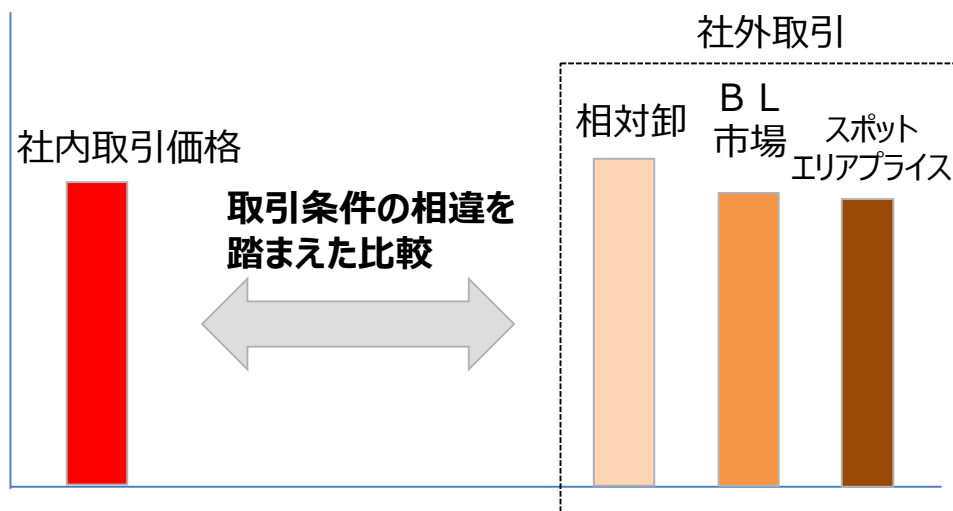 社外取引
社内取引価格
取引条件の相違を
踏まえた比較
相対卸
ＢＬ
市場
スポット
エリアプライス